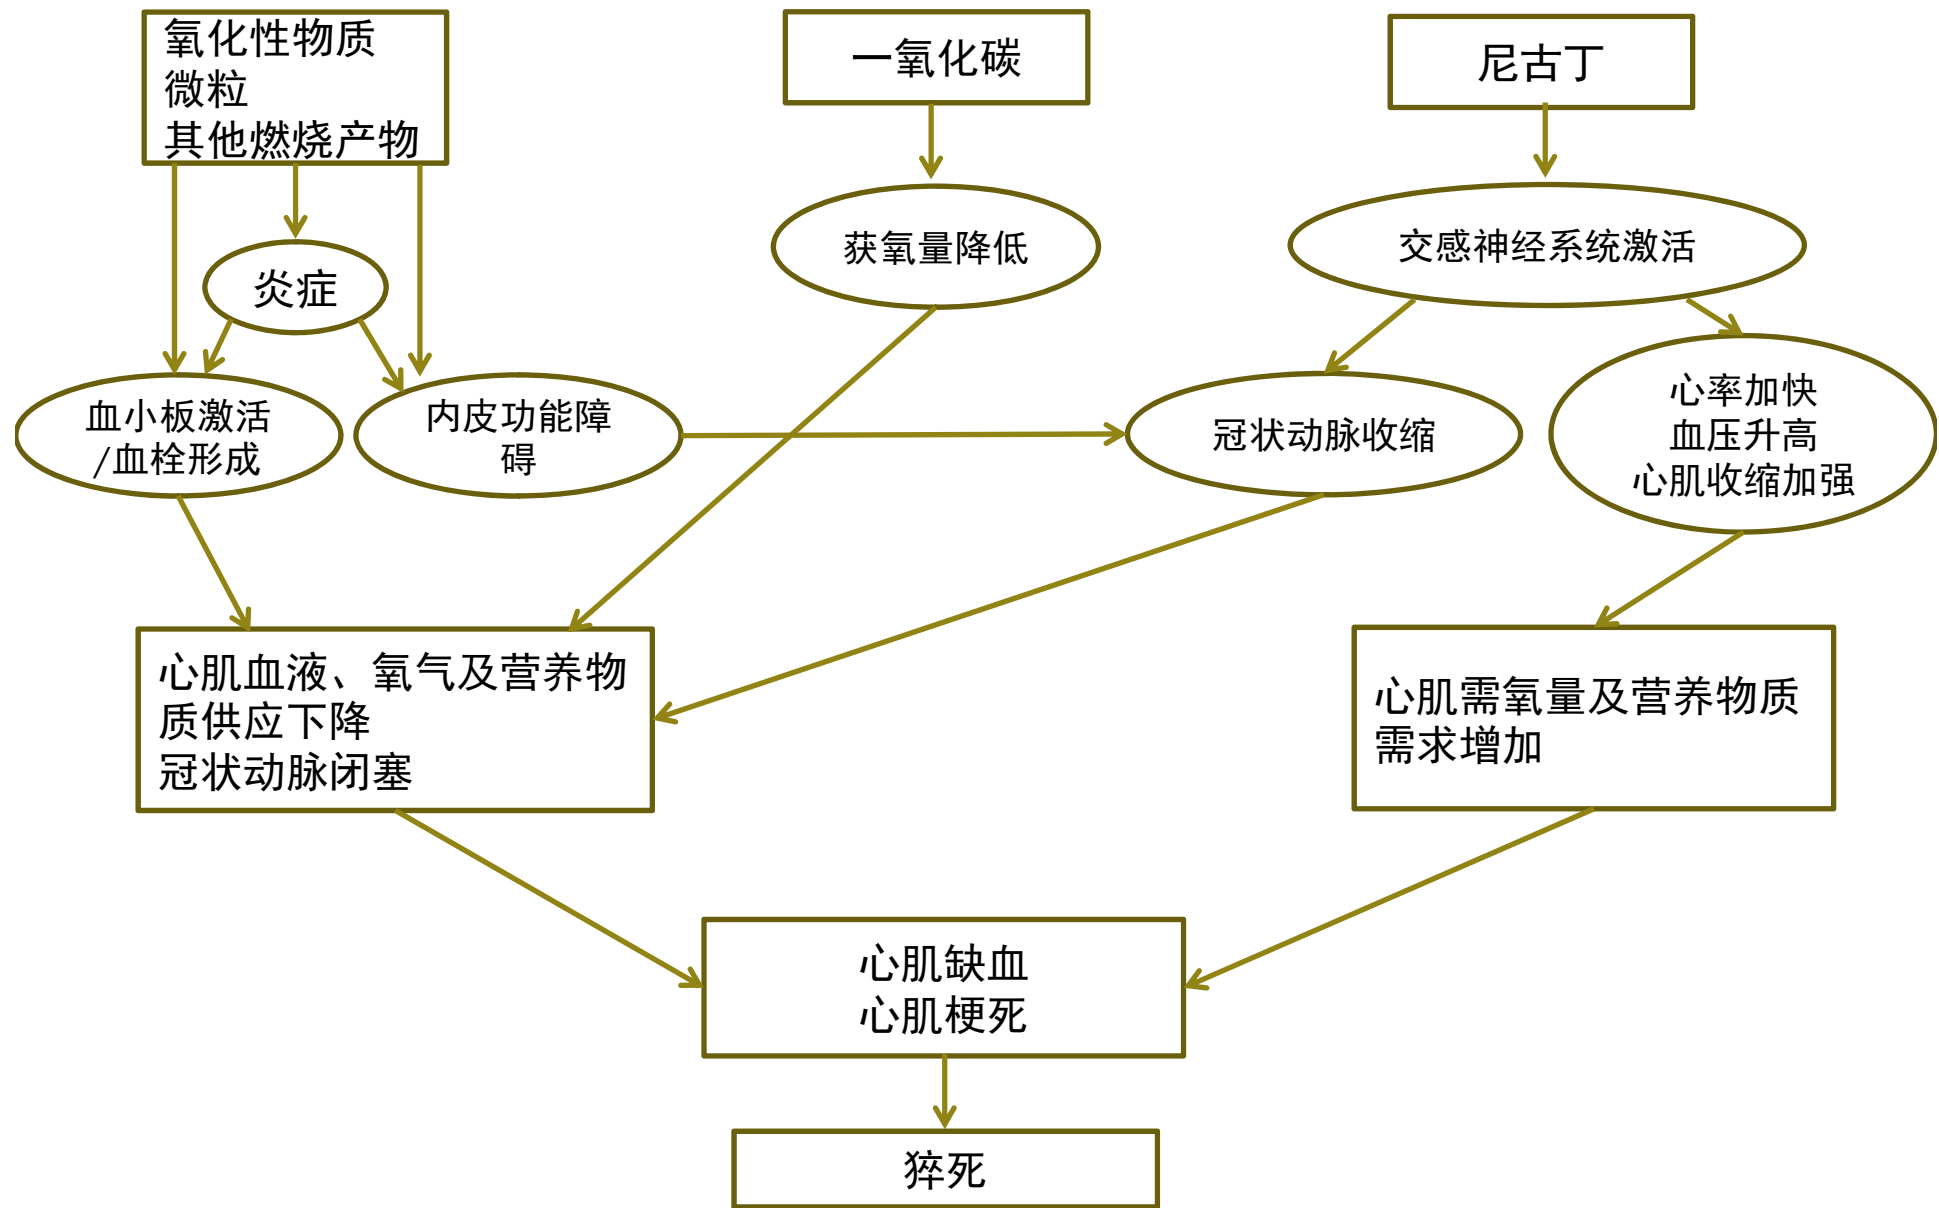 氧化性物质
微粒
其他燃烧产物
一氧化碳
尼古丁
炎症
获氧量降低
交感神经系统激活
血小板激活
/血栓形成
内皮功能障
碍
冠状动脉收缩
心率加快
血压升高
心肌收缩加强
心肌血液、氧气及营养物
质供应下降
冠状动脉闭塞
心肌需氧量及营养物质
需求增加
心肌缺血
心肌梗死
猝死